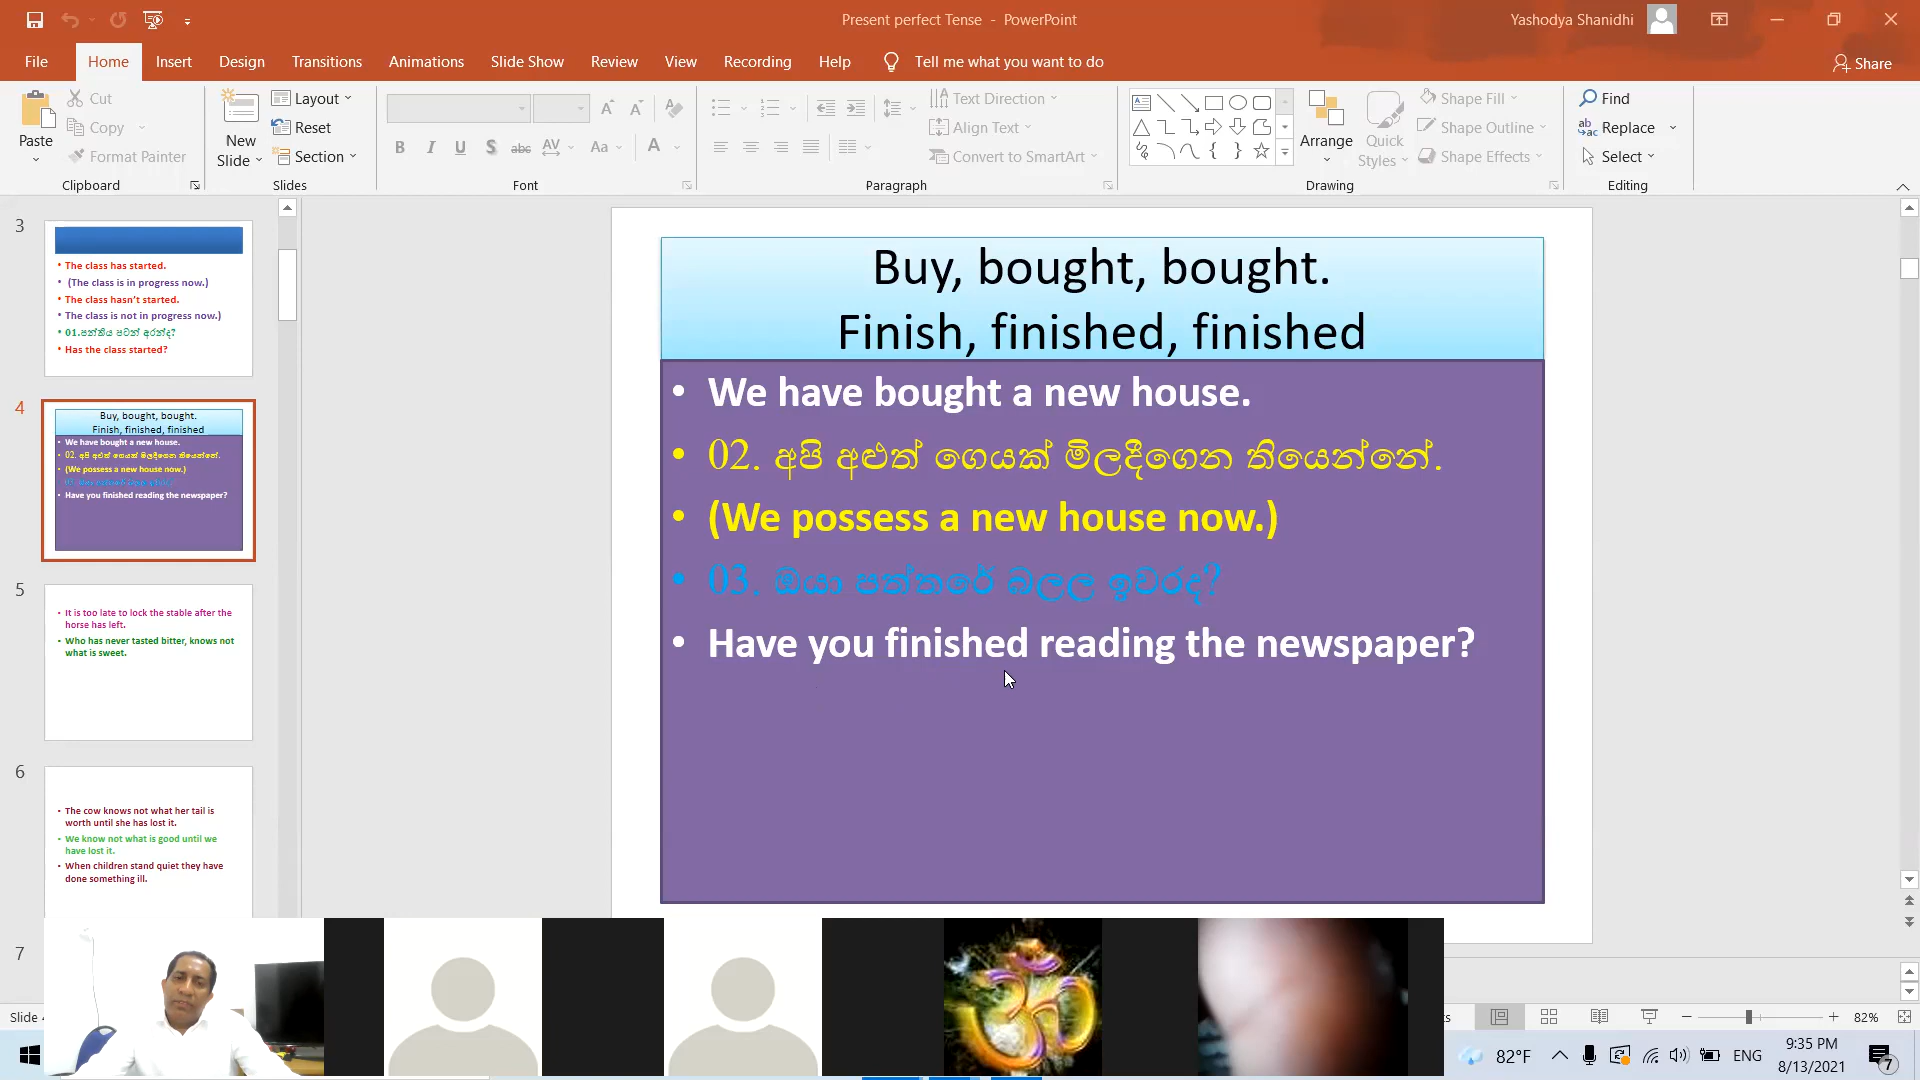 Present perfect Tense - PowerPoint
Yashodya Shanidhi
File Home Insert Design Transitions Animations Slide Show Review View Recording Help Tell me what you want to do
Share
Paste
Cut
Copy
Format Painter
Clipboard
New Slide
Layout
Reset
Section
Slides
B I U S abc AV Aa A
Font
Text Direction
Align Text
Convert to SmartArt
Paragraph
Arrange
Quick Styles
Shape Fill
Shape Outline
Shape Effects
Drawing
Find
Replace
Select
Editing
3
• The class has started.
• (The class is in progress now.)
• The class hasn't started.
• The class is not in progress now.)
• 01.පන්තිය පටන් අරන්ද?
• Has the class started?
4
Buy, bought, bought.
Finish, finished, finished
• We have bought a new house.
• 02. අපි අළුත් ගෙයක් මිලදීගෙන තියෙන්නේ.
• (We possess a new house now.)
• Have you finished reading the newspaper?
5
• It is too late to lock the stable after the
horse has left.
• Who has never tasted bitter, knows not
what is sweet.
6
• The cow knows not what her tail is
worth until she has lost it.
• We know not what is good until we
have lost it.
• When children stand quiet they have
done something ill.
7
Buy, bought, bought.
Finish, finished, finished
• We have bought a new house.
• 02. අපි අළුත් ගෙයක් මිලදීගෙන තියෙන්නේ.
• (We possess a new house now.)
• 03. ඔයා පත්තරේ බලල ඉවරද?
• Have you finished reading the newspaper?
Slide
82%
82°F
ENG
9:35 PM
8/13/2021
7